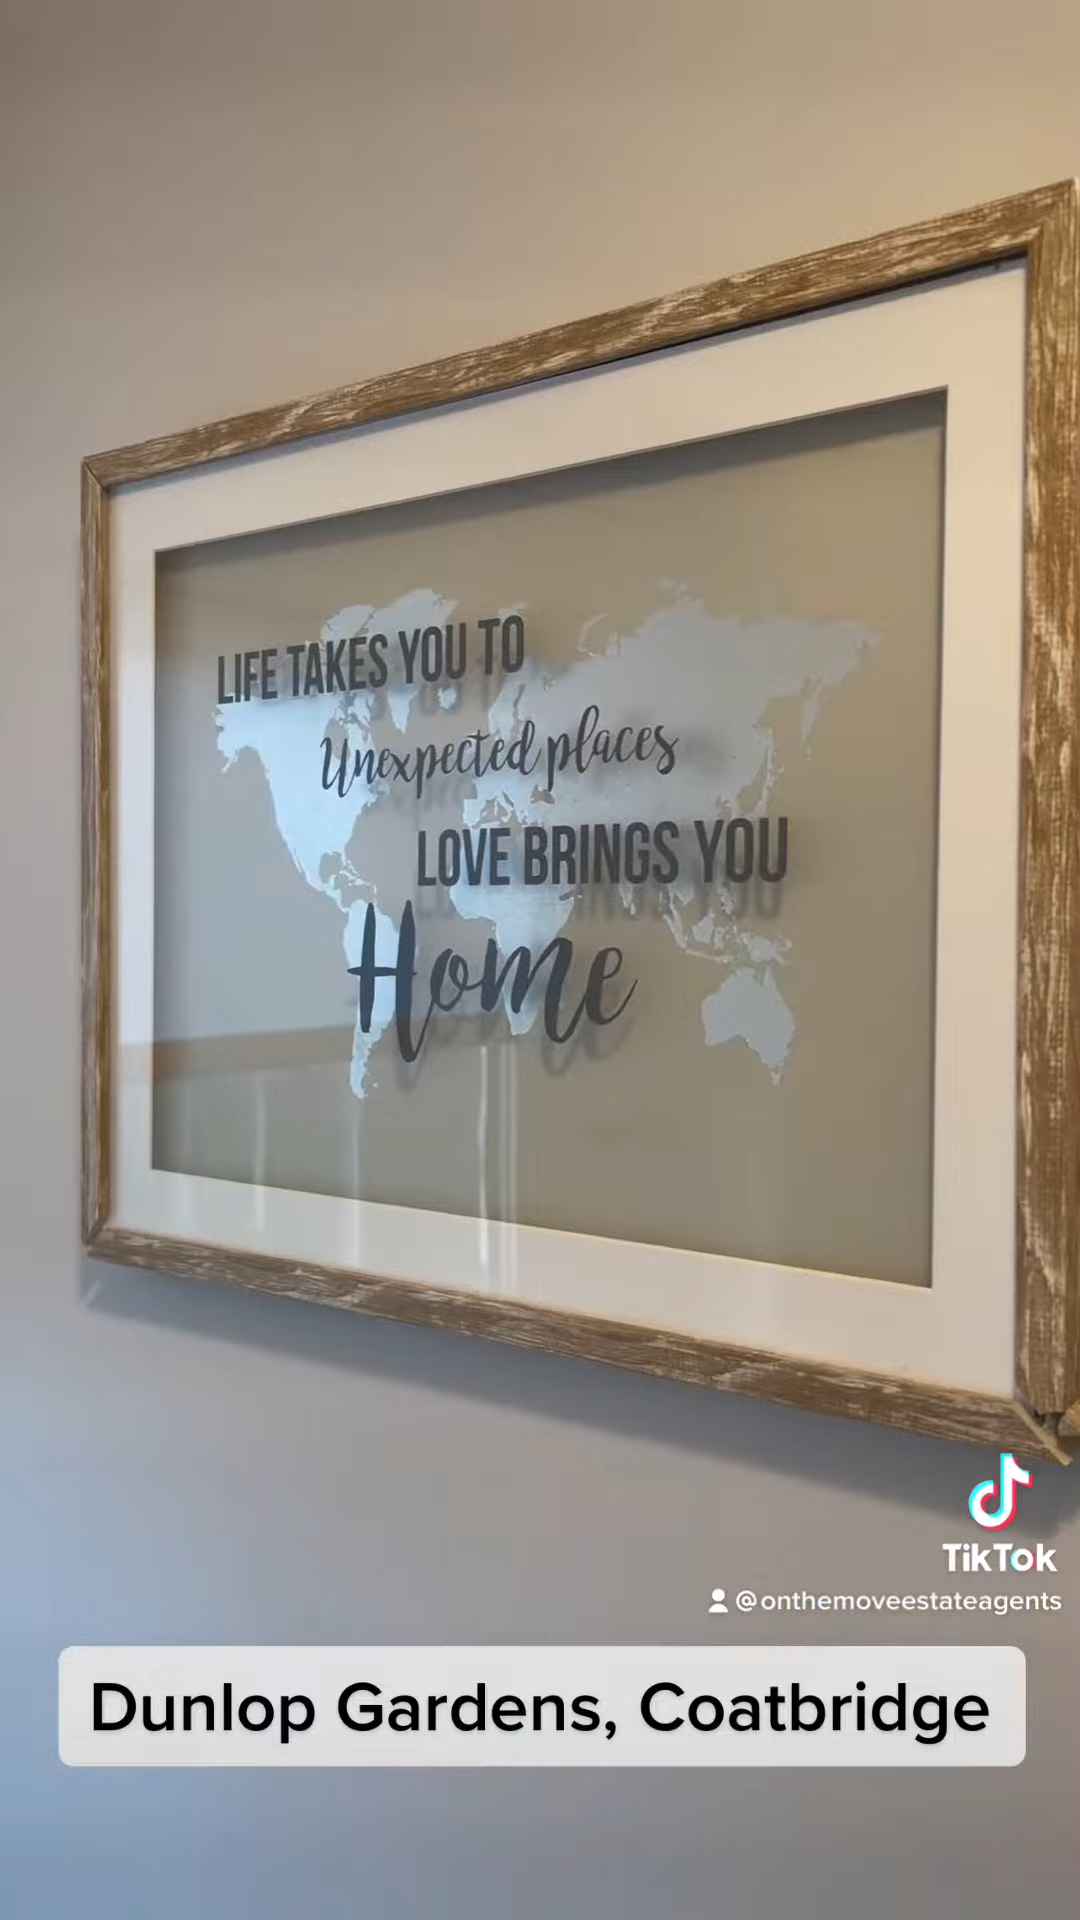 LIFE TAKES YOU TO
Unexpected places
LOVE BRINGS YOU
Home
TikTok
@onthemoveestateagents
Dunlop Gardens, Coatbridge